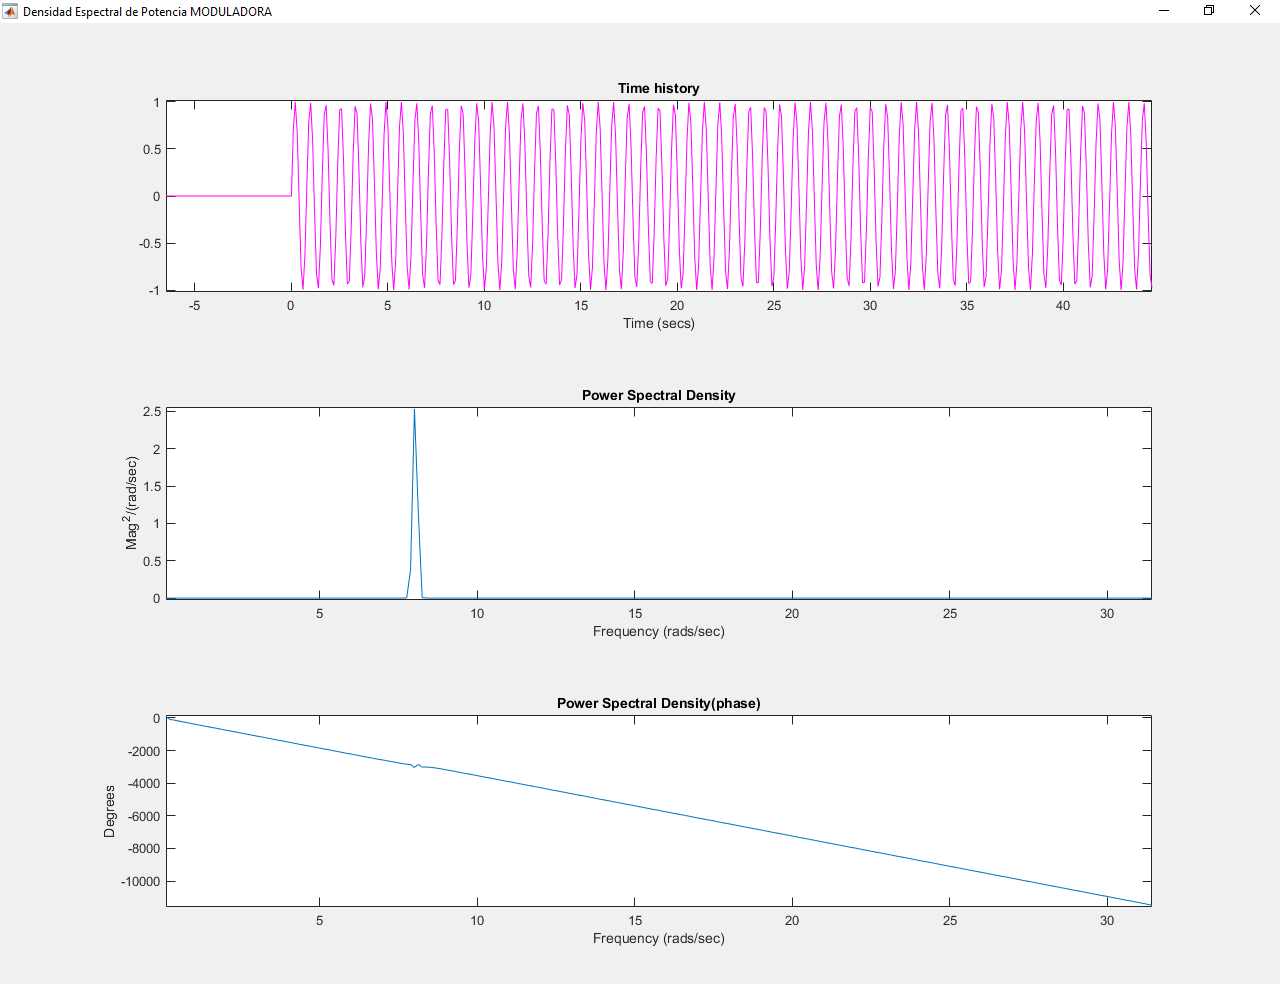 Densidad Espectral de Potencia MODULADORA
Time history
1
0.5
0
-0.5
-1
-5 0 5 10 15 20 25 30 35 40
Time (secs)
Power Spectral Density
2.5
2
1.5
1
0.5
0
Mag²/(rad/sec)
5 10 15 20 25 30
Frequency (rads/sec)
Power Spectral Density(phase)
0
-2000
-4000
-6000
-8000
-10000
Degrees
5 10 15 20 25 30
Frequency (rads/sec)